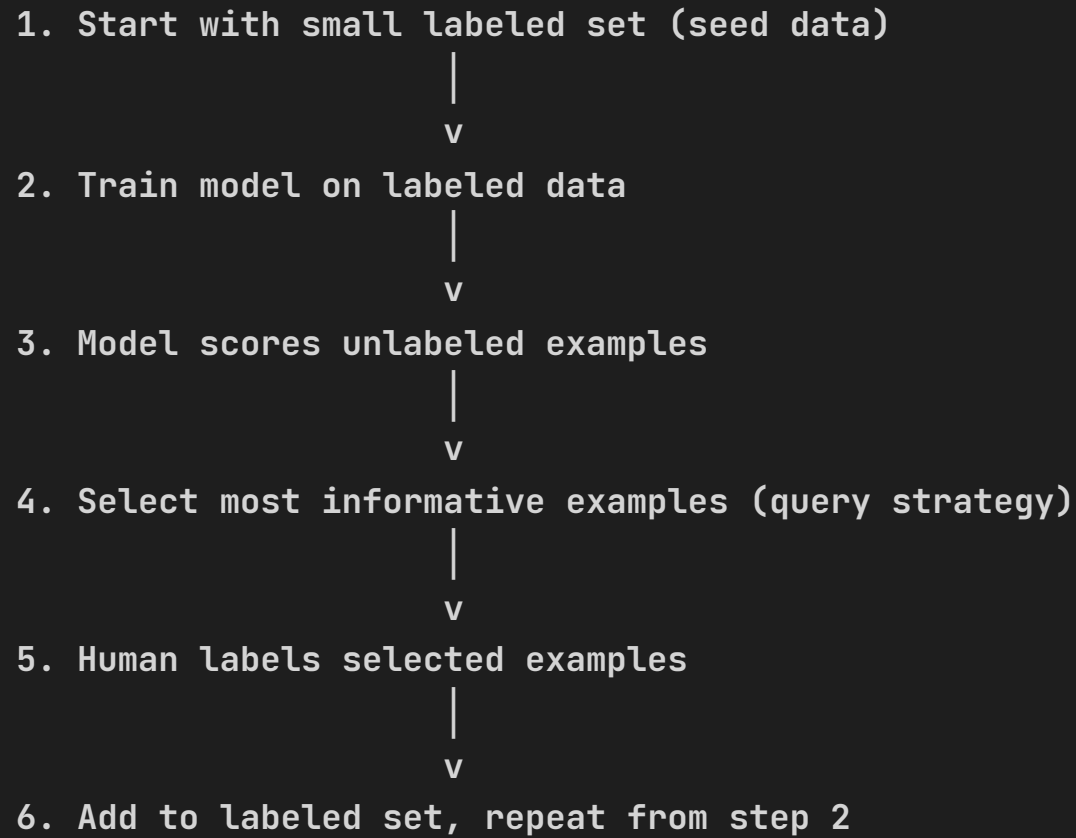 1. Start with small labeled set (seed data)
│
v
2. Train model on labeled data
│
v
3. Model scores unlabeled examples
│
v
4. Select most informative examples (query strategy)
│
v
5. Human labels selected examples
│
v
6. Add to labeled set, repeat from step 2